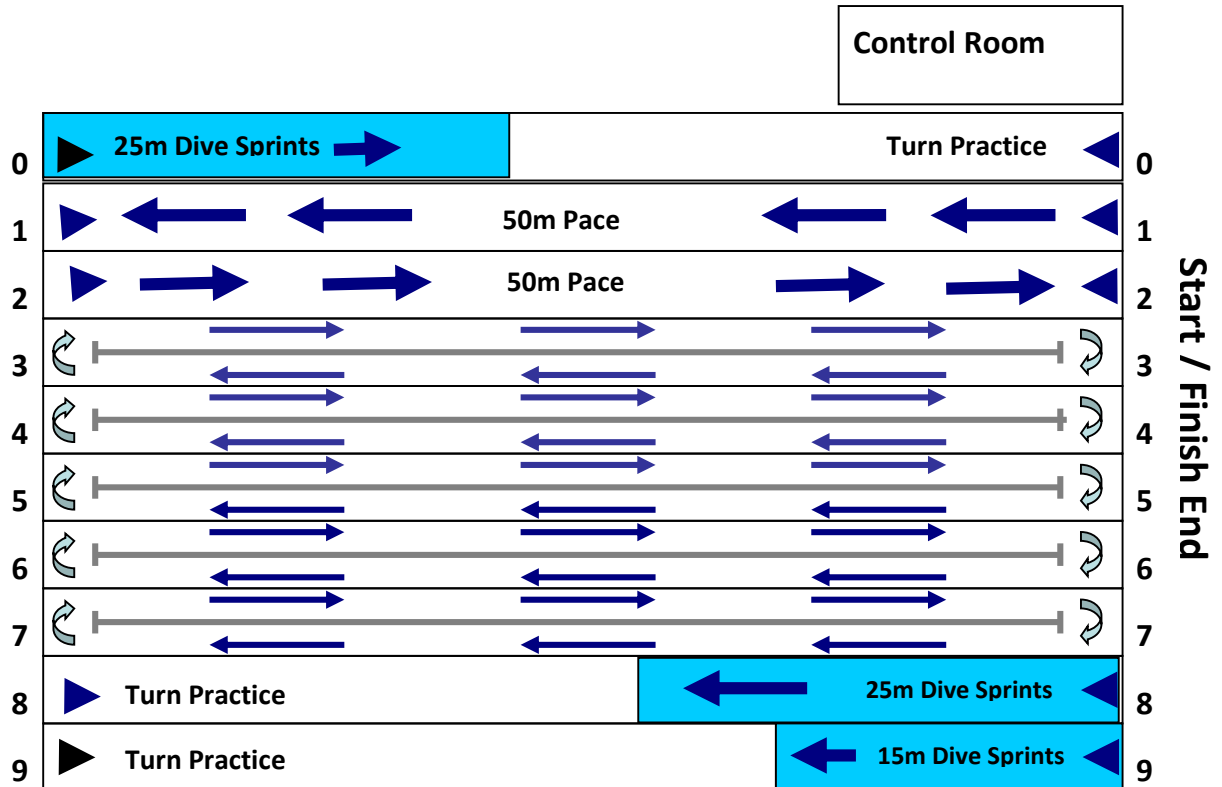 Control Room
0 25m Dive Sprints Turn Practice 0
1 50m Pace 1
2 50m Pace 2
3 3
4 4
5 5
6 6
7 7
8 Turn Practice 25m Dive Sprints 8
9 Turn Practice 15m Dive Sprints 9
Start / Finish End